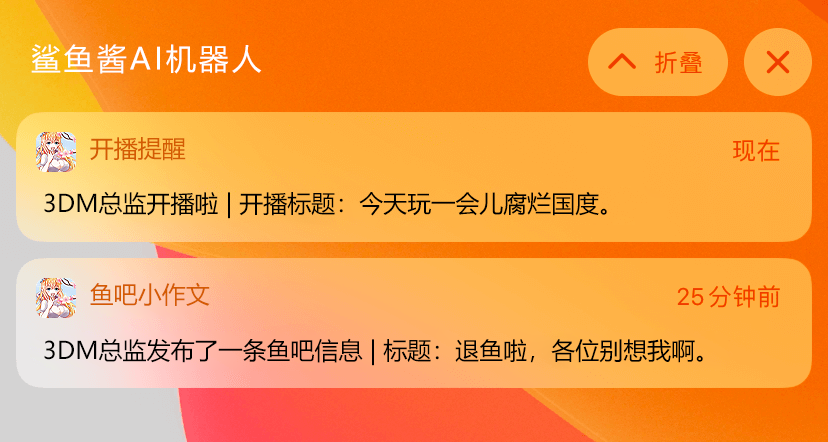 鲨鱼酱AI机器人
折叠
开播提醒
现在
3DM总监开播啦 | 开播标题：今天玩一会儿腐烂国度。
鱼吧小作文
25分钟前
3DM总监发布了一条鱼吧信息 | 标题：退鱼啦，各位别想我啊。